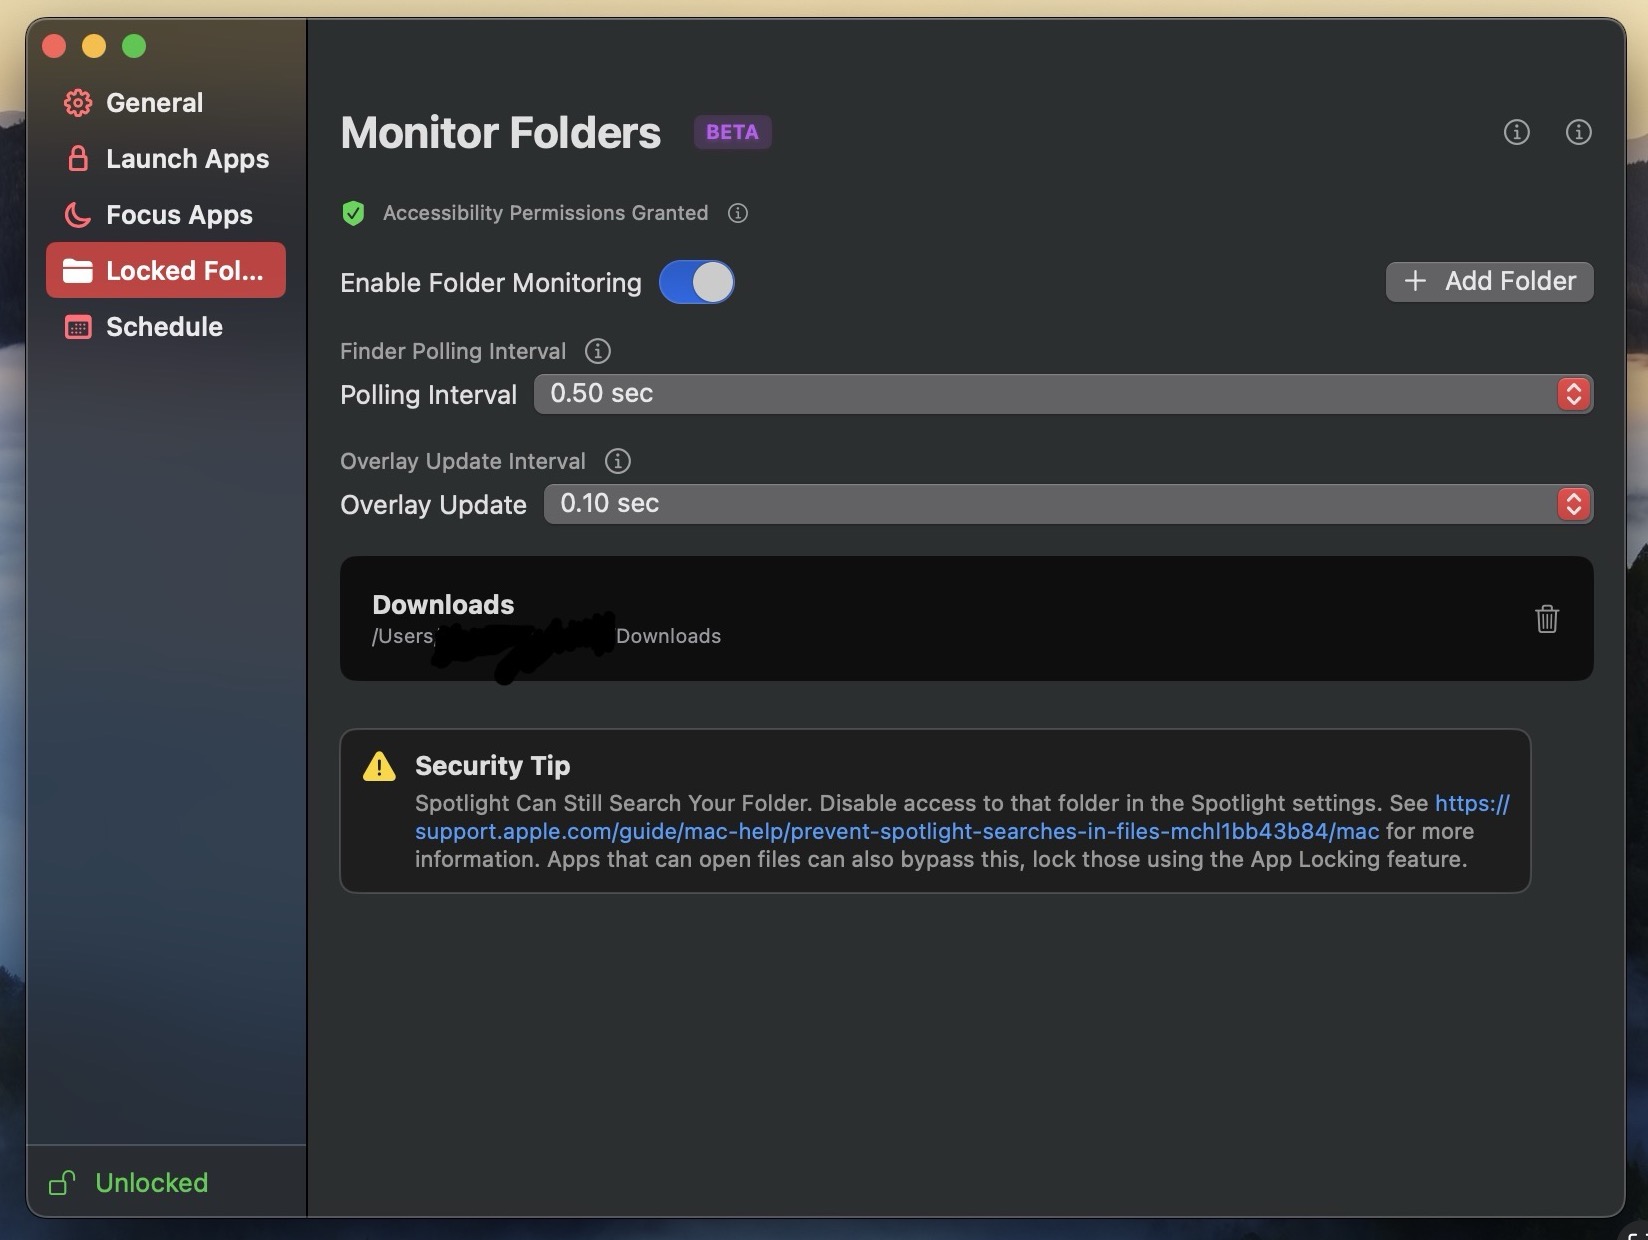 General
Launch Apps
Focus Apps
Locked Fol...
Schedule
Unlocked
Monitor Folders BETA
Accessibility Permissions Granted
Enable Folder Monitoring
+ Add Folder
Finder Polling Interval
Polling Interval 0.50 sec
Overlay Update Interval
Overlay Update 0.10 sec
Downloads
/Users/ Downloads
Security Tip
Spotlight Can Still Search Your Folder. Disable access to that folder in the Spotlight settings. See https://
support.apple.com/guide/mac-help/prevent-spotlight-searches-in-files-mchl1bb43b84/mac for more
information. Apps that can open files can also bypass this, lock those using the App Locking feature.